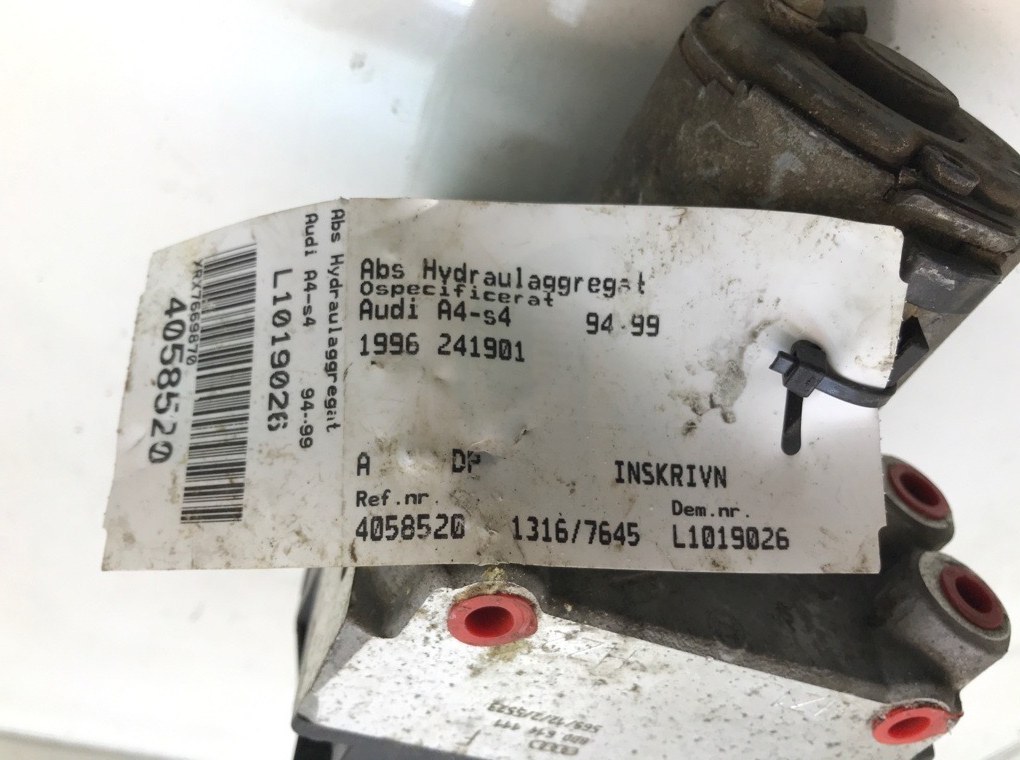 Abs Hydraulaggregat
Ospecificerat
Audi A4-s4 94-99
1996 241901
A DP INSKRIVN
Ref.nr. Dem.nr.
4058520 1316/7645 L1019026
Abs Hydraulaggregat
Audi A4-s4 94-99
L1019026
YRX7669870
4058520